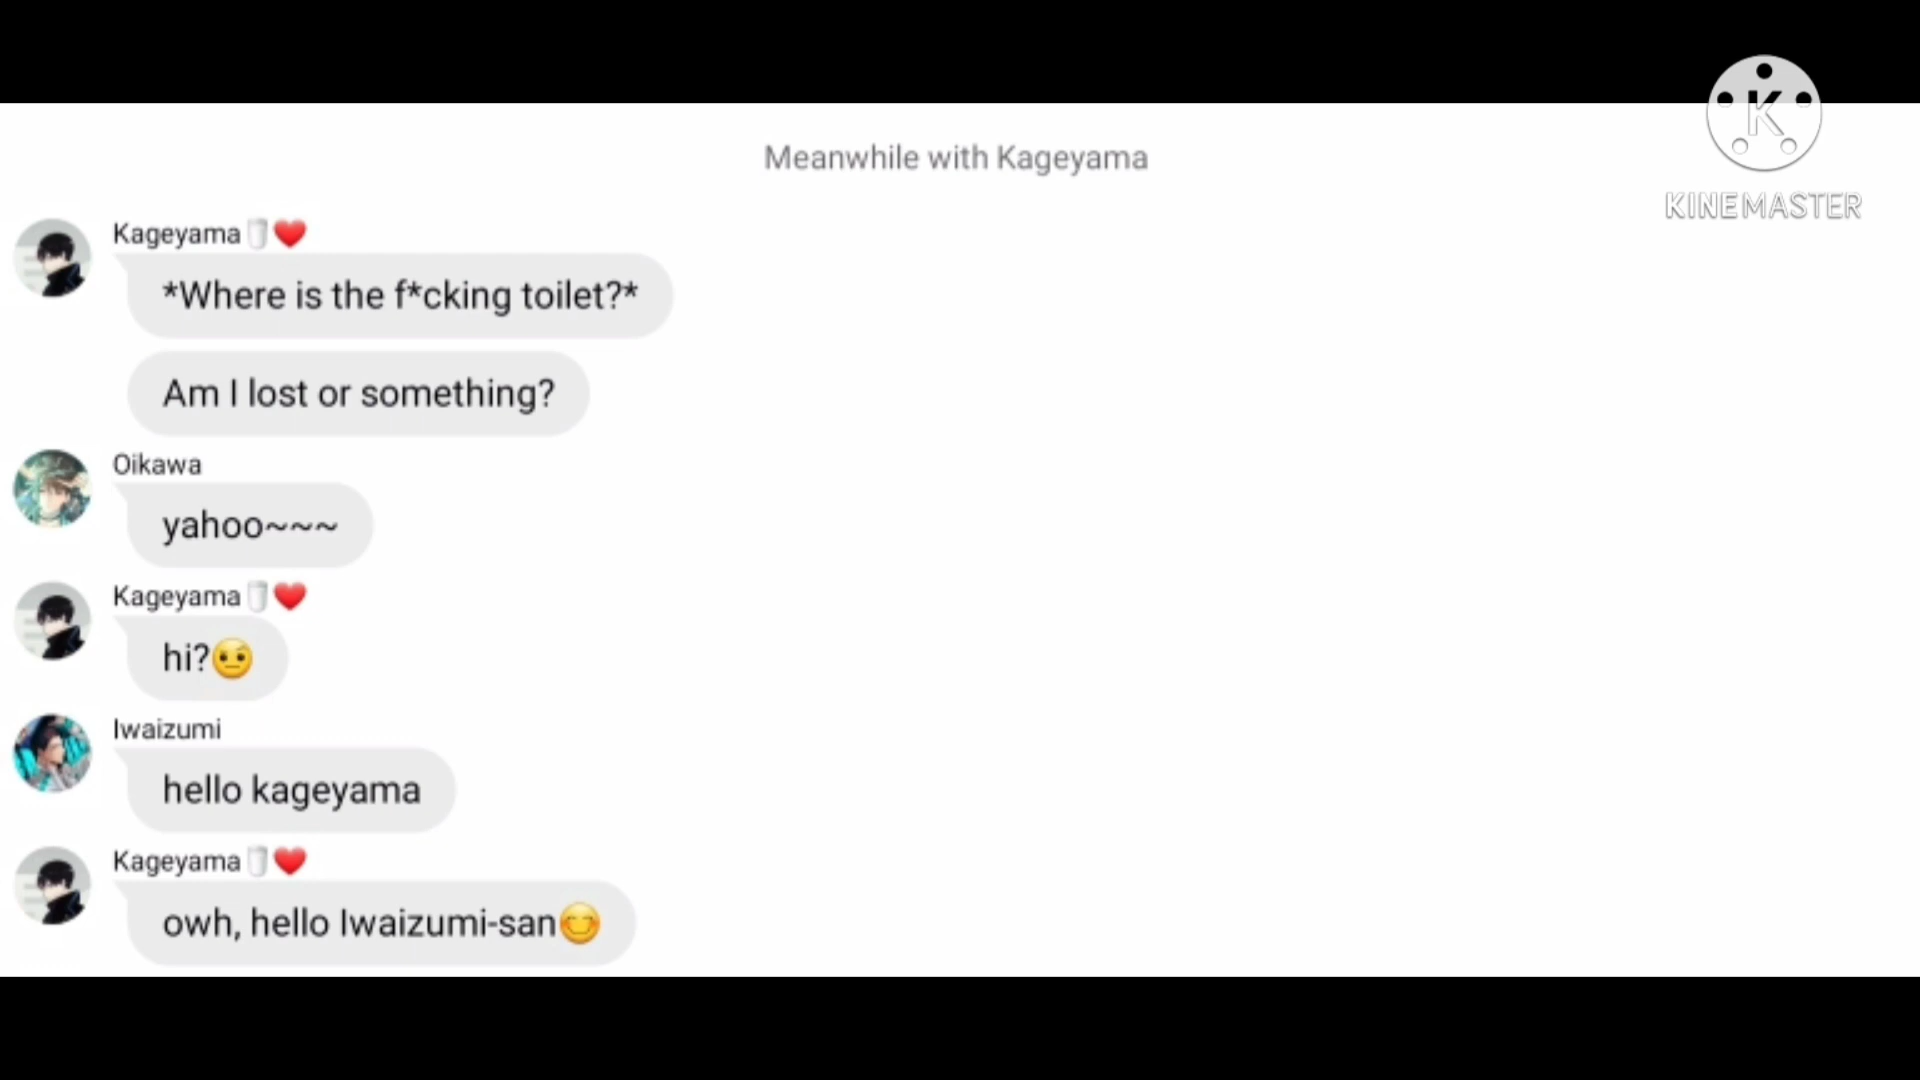 Meanwhile with Kageyama
K
KINEMASTER
Kageyama🥛❤️
*Where is the f*cking toilet?*
Am I lost or something?
Oikawa
yahoo~~~
Kageyama🥛❤️
hi?🤨
Iwaizumi
hello kageyama
Kageyama🥛❤️
owh, hello Iwaizumi-san😊